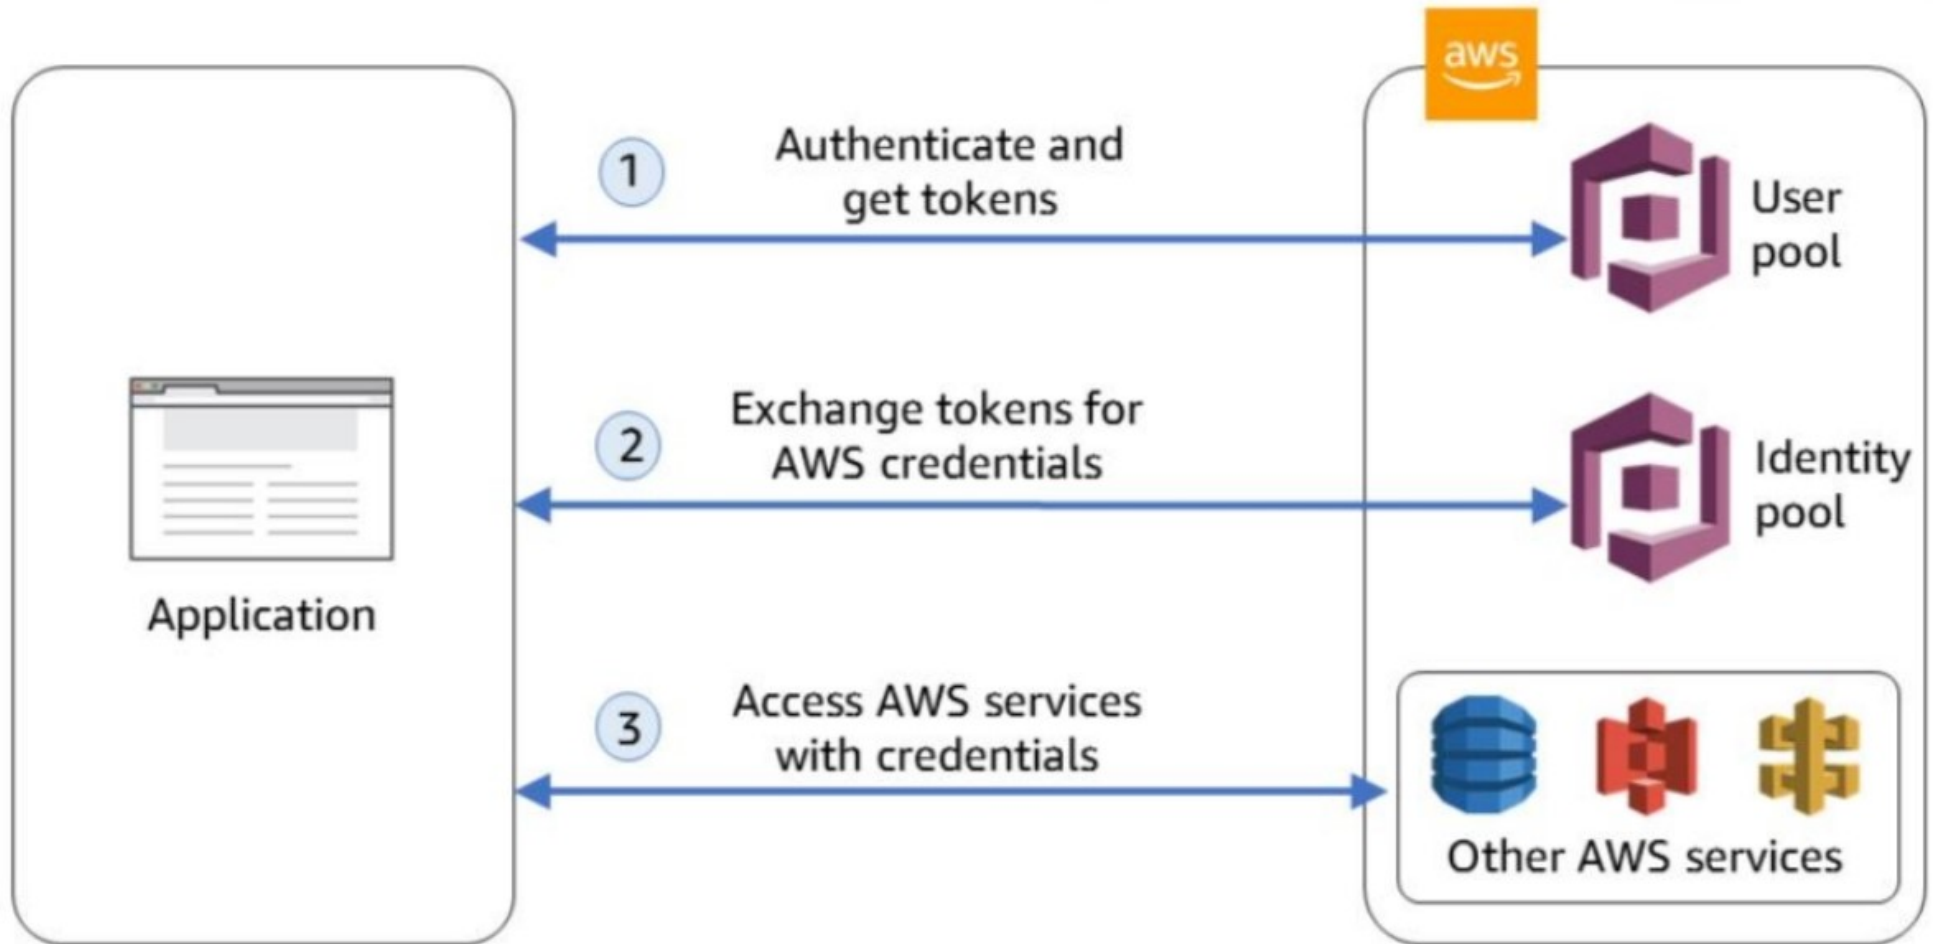 aws
1
Authenticate and
get tokens
User
pool
2
Exchange tokens for
AWS credentials
Identity
pool
Application
3
Access AWS services
with credentials
Other AWS services